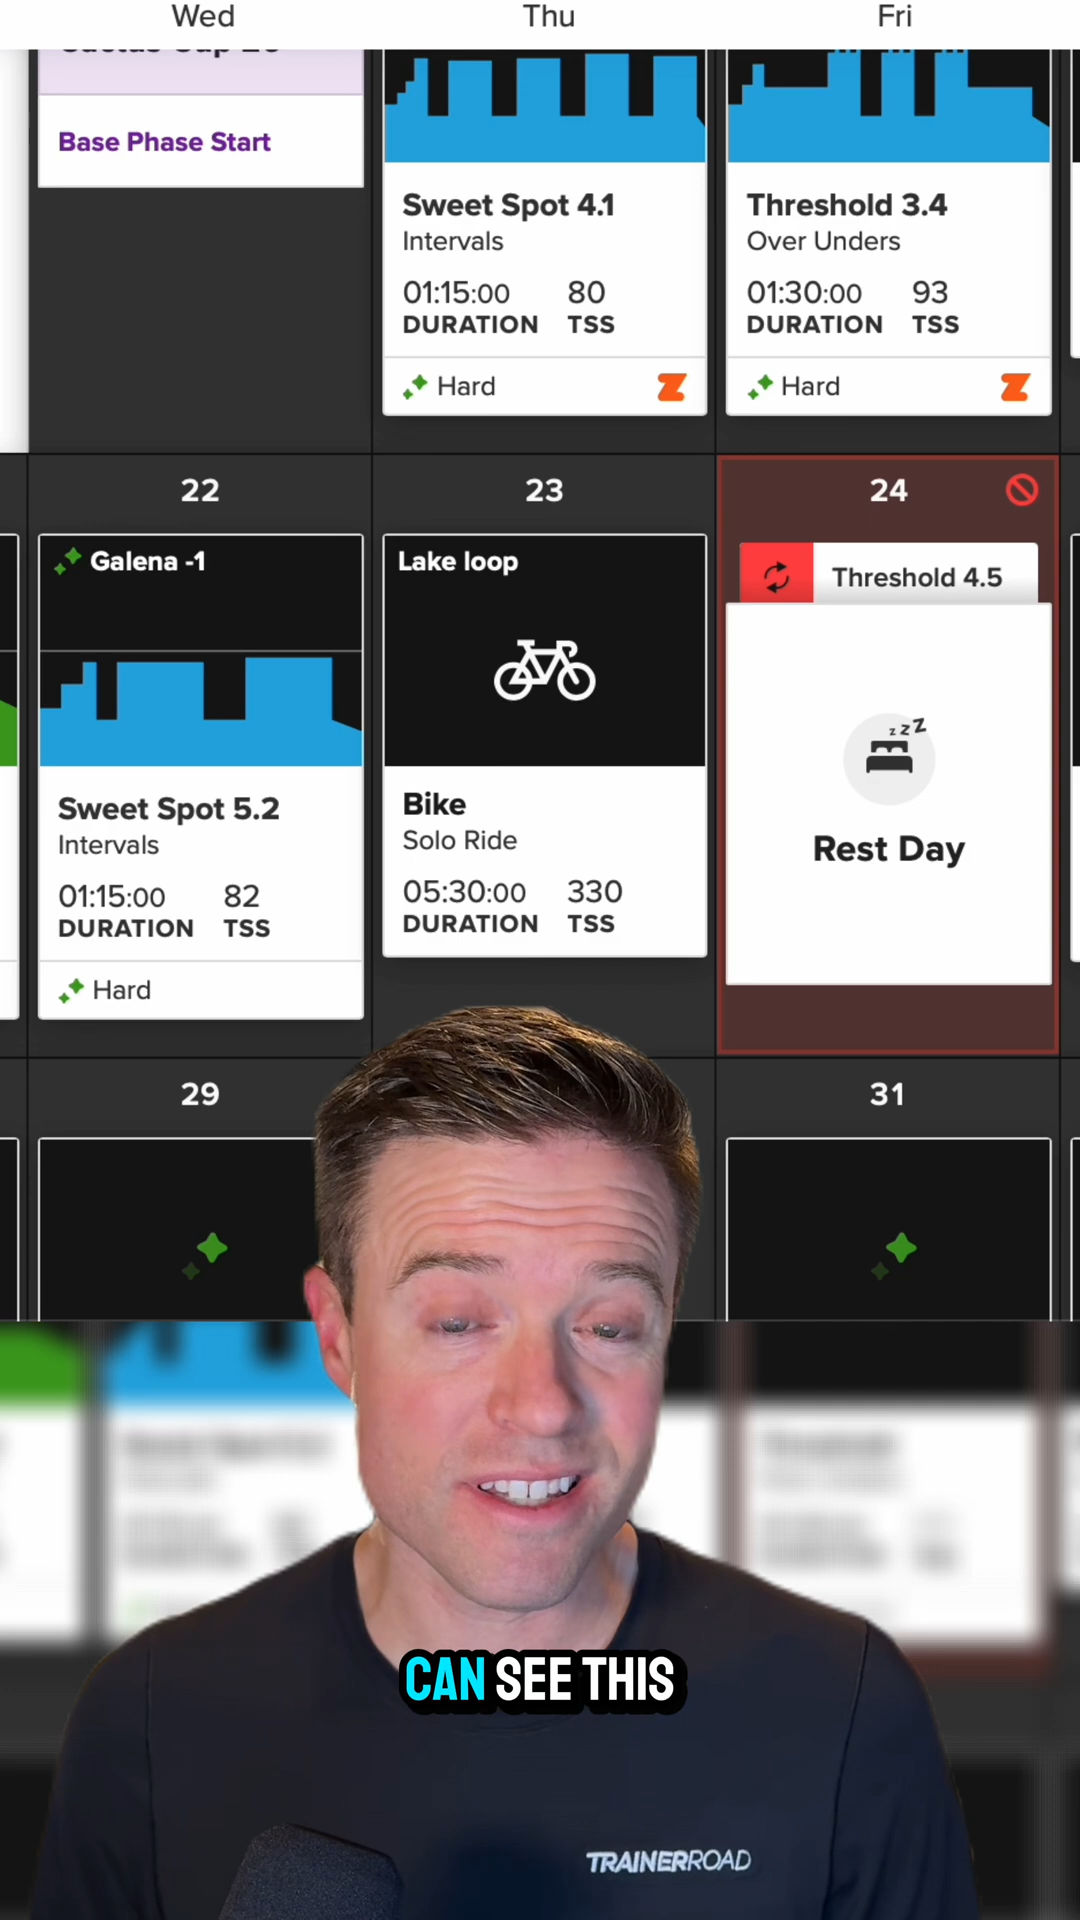 Wed
Thu
Fri
Base Phase Start
Sweet Spot 4.1
Intervals
01:15:00
80
DURATION
TSS
Hard
Threshold 3.4
Over Unders
01:30:00
93
DURATION
TSS
Hard
22
Galena -1
Sweet Spot 5.2
Intervals
01:15:00
82
DURATION
TSS
Hard
23
Lake loop
Bike
Solo Ride
05:30:00
330
DURATION
TSS
24
Threshold 4.5
z z Z
Rest Day
29
31
CAN SEE THIS
TRAINERROAD